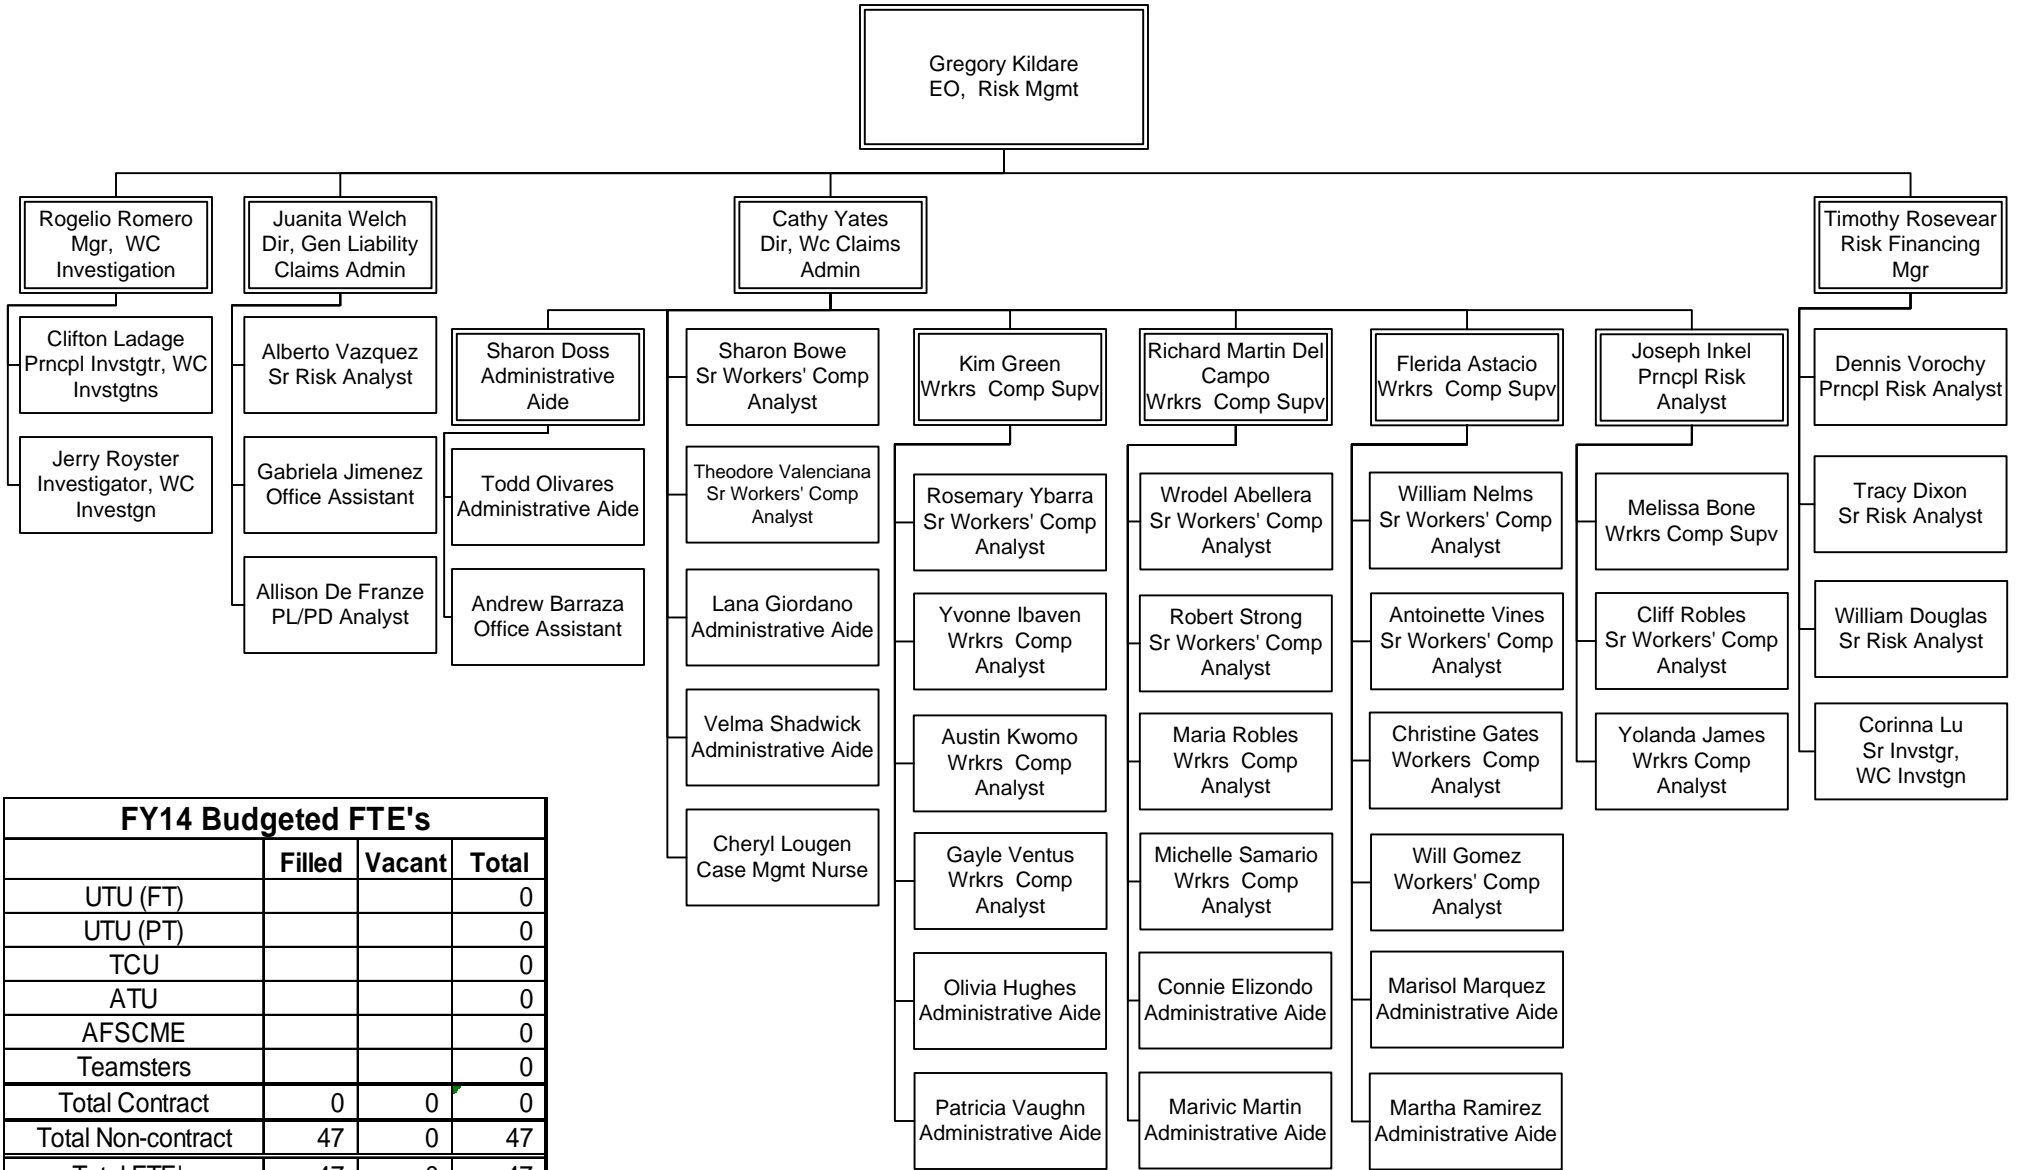 Gregory Kildare
EO, Risk Mgmt
Rogelio Romero
Mgr, WC
Investigation
Juanita Welch
Dir, Gen Liability
Claims Admin
Cathy Yates
Dir, Wc Claims
Admin
Timothy Rosevear
Risk Financing
Mgr
Clifton Ladage
Prncpl Invstgtr, WC
Invstgtns
Jerry Royster
Investigator, WC
Investgn
Alberto Vazquez
Sr Risk Analyst
Gabriela Jimenez
Office Assistant
Allison De Franze
PL/PD Analyst
Sharon Doss
Administrative
Aide
Todd Olivares
Administrative Aide
Andrew Barraza
Office Assistant
Sharon Bowe
Sr Workers' Comp
Analyst
Theodore Valenciana
Sr Workers' Comp
Analyst
Lana Giordano
Administrative Aide
Velma Shadwick
Administrative Aide
Cheryl Lougen
Case Mgmt Nurse
Kim Green
Wrkrs Comp Supv
Rosemary Ybarra
Sr Workers' Comp
Analyst
Yvonne Ibaven
Wrkrs Comp
Analyst
Austin Kwomo
Wrkrs Comp
Analyst
Gayle Ventus
Wrkrs Comp
Analyst
Olivia Hughes
Administrative Aide
Patricia Vaughn
Administrative Aide
Richard Martin Del
Campo
Wrkrs Comp Supv
Wrodel Abellera
Sr Workers' Comp
Analyst
Robert Strong
Sr Workers' Comp
Analyst
Maria Robles
Wrkrs Comp
Analyst
Michelle Samario
Wrkrs Comp
Analyst
Connie Elizondo
Administrative Aide
Marivic Martin
Administrative Aide
Flerida Astacio
Wrkrs Comp Supv
William Nelms
Sr Workers' Comp
Analyst
Antoinette Vines
Sr Workers' Comp
Analyst
Christine Gates
Workers Comp
Analyst
Will Gomez
Workers' Comp
Analyst
Marisol Marquez
Administrative Aide
Martha Ramirez
Administrative Aide
Joseph Inkel
Prncpl Risk
Analyst
Melissa Bone
Wrkrs Comp Supv
Cliff Robles
Sr Workers' Comp
Analyst
Yolanda James
Wrkrs Comp
Analyst
Dennis Vorochy
Prncpl Risk Analyst
Tracy Dixon
Sr Risk Analyst
William Douglas
Sr Risk Analyst
Corinna Lu
Sr Invstgr,
WC Invstgn
FY14 Budgeted FTE's
Filled Vacant Total
UTU (FT) 0
UTU (PT) 0
TCU 0
ATU 0
AFSCME 0
Teamsters 0
Total Contract 0 0 0
Total Non-contract 47 0 47
Total 47 0 47